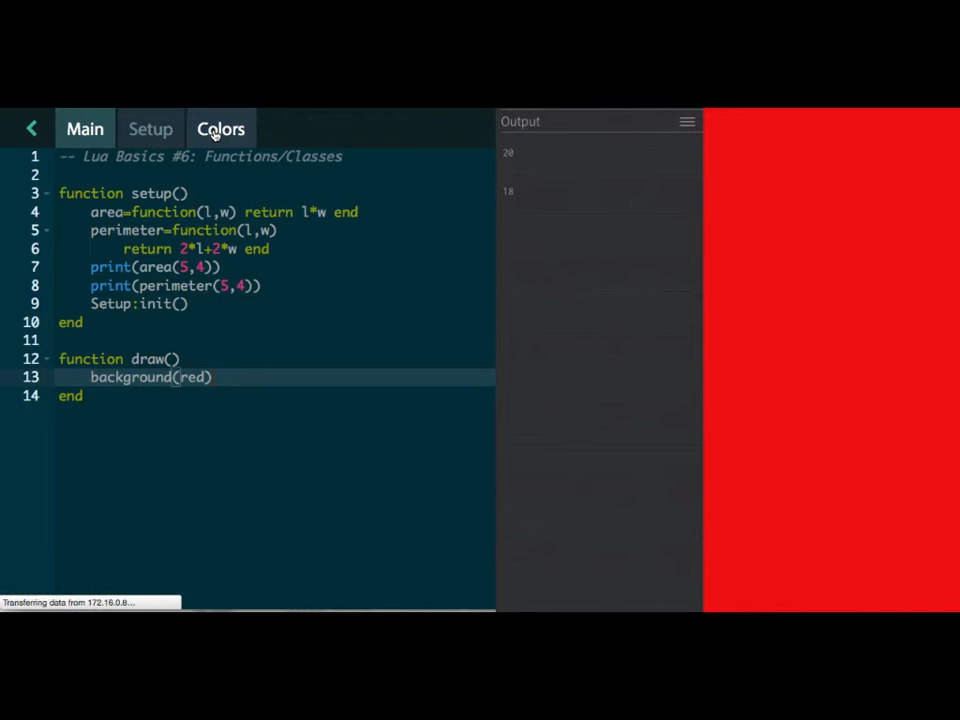 Main Setup Colors
Output
1 -- Lua Basics #6: Functions/Classes
2
3 function setup()
4 area=function(l,w) return l*w end
5 perimeter=function(l,w)
6 return 2*l+2*w end
7 print(area(5,4))
8 print(perimeter(5,4))
9 Setup:init()
10 end
11
12 function draw()
13 background(red)
14 end
20
18
Transferring data from 172.16.0.8...